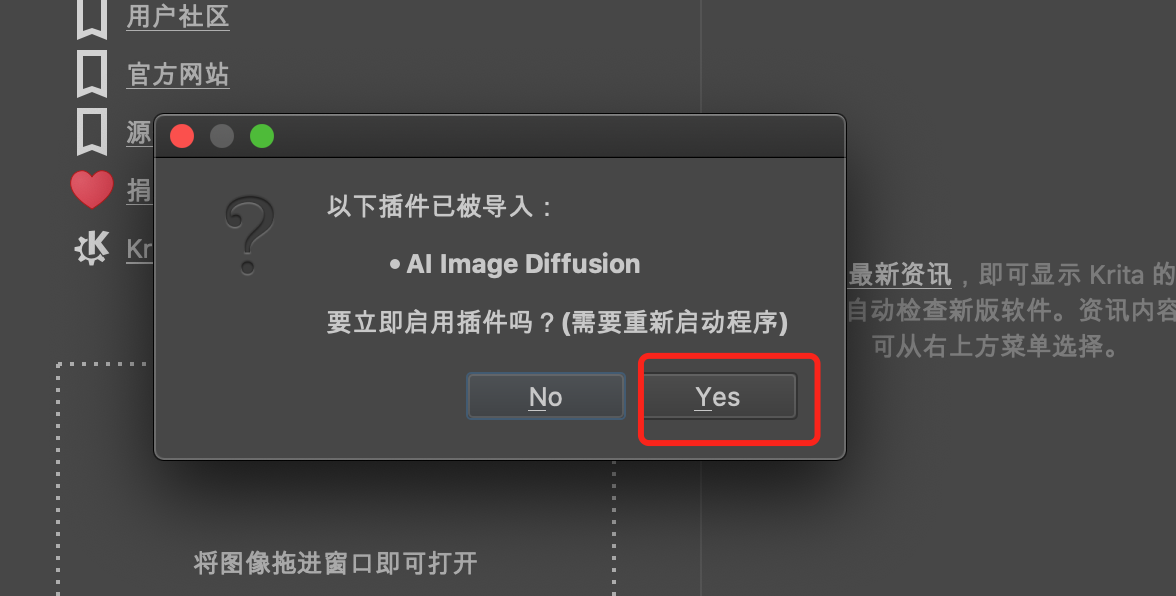 用户社区
官方网站
源
捐
Kr
以下插件已被导入：
• AI Image Diffusion
要立即启用插件吗？(需要重新启动程序)
No
Yes
最新资讯，即可显示 Krita 的
自动检查新版软件。资讯内容
可从右上方菜单选择。
将图像拖进窗口即可打开